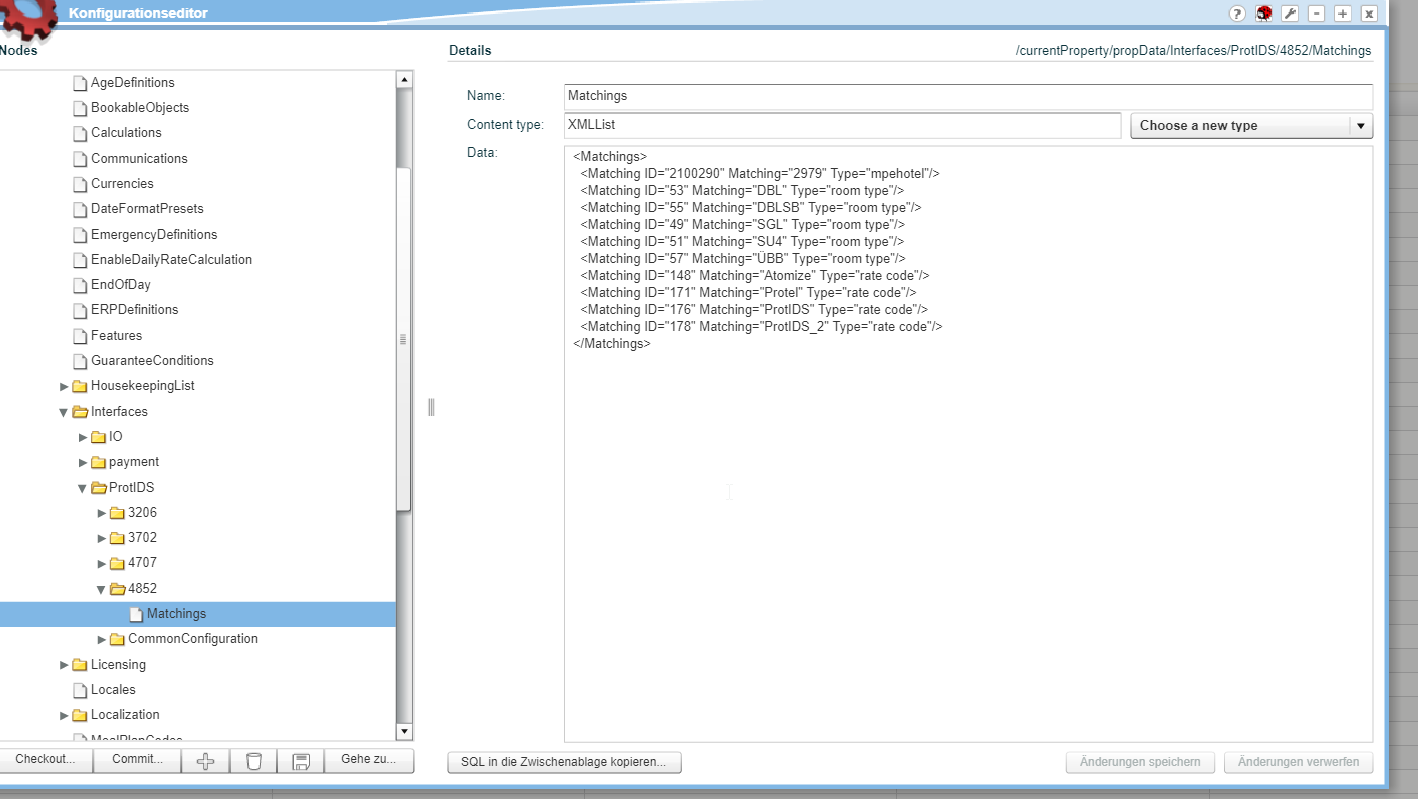 Konfigurationseditor
Nodes
AgeDefinitions
BookableObjects
Calculations
Communications
Currencies
DateFormatPresets
EmergencyDefinitions
EnableDailyRateCalculation
EndOfDay
ERPDefinitions
Features
GuaranteeConditions
HousekeepingList
Interfaces
IO
payment
ProtIDS
3206
3702
4707
4852
Matchings
CommonConfiguration
Licensing
Locales
Localization
MealPlanCodes
Checkout...
Commit...
Gehe zu...
Details
/currentProperty/propData/Interfaces/ProtIDS/4852/Matchings
Name:
Matchings
Content type:
XMLList
Choose a new type
Data:
<Matchings>
<Matching ID="2100290" Matching="2979" Type="mpehotel"/>
<Matching ID="53" Matching="DBL" Type="room type"/>
<Matching ID="55" Matching="DBLSB" Type="room type"/>
<Matching ID="49" Matching="SGL" Type="room type"/>
<Matching ID="51" Matching="SU4" Type="room type"/>
<Matching ID="57" Matching="ÜBB" Type="room type"/>
<Matching ID="148" Matching="Atomize" Type="rate code"/>
<Matching ID="171" Matching="Protel" Type="rate code"/>
<Matching ID="176" Matching="ProtIDS" Type="rate code"/>
<Matching ID="178" Matching="ProtIDS_2" Type="rate code"/>
</Matchings>
SQL in die Zwischenablage kopieren...
Änderungen speichern
Änderungen verwerfen